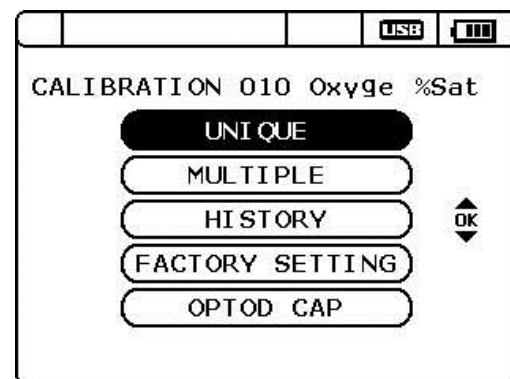 USB
CALIBRATION 010 Oxyge %Sat
UNIQUE
MULTIPLE
HISTORY
OK
FACTORY SETTING
OPTOD CAP